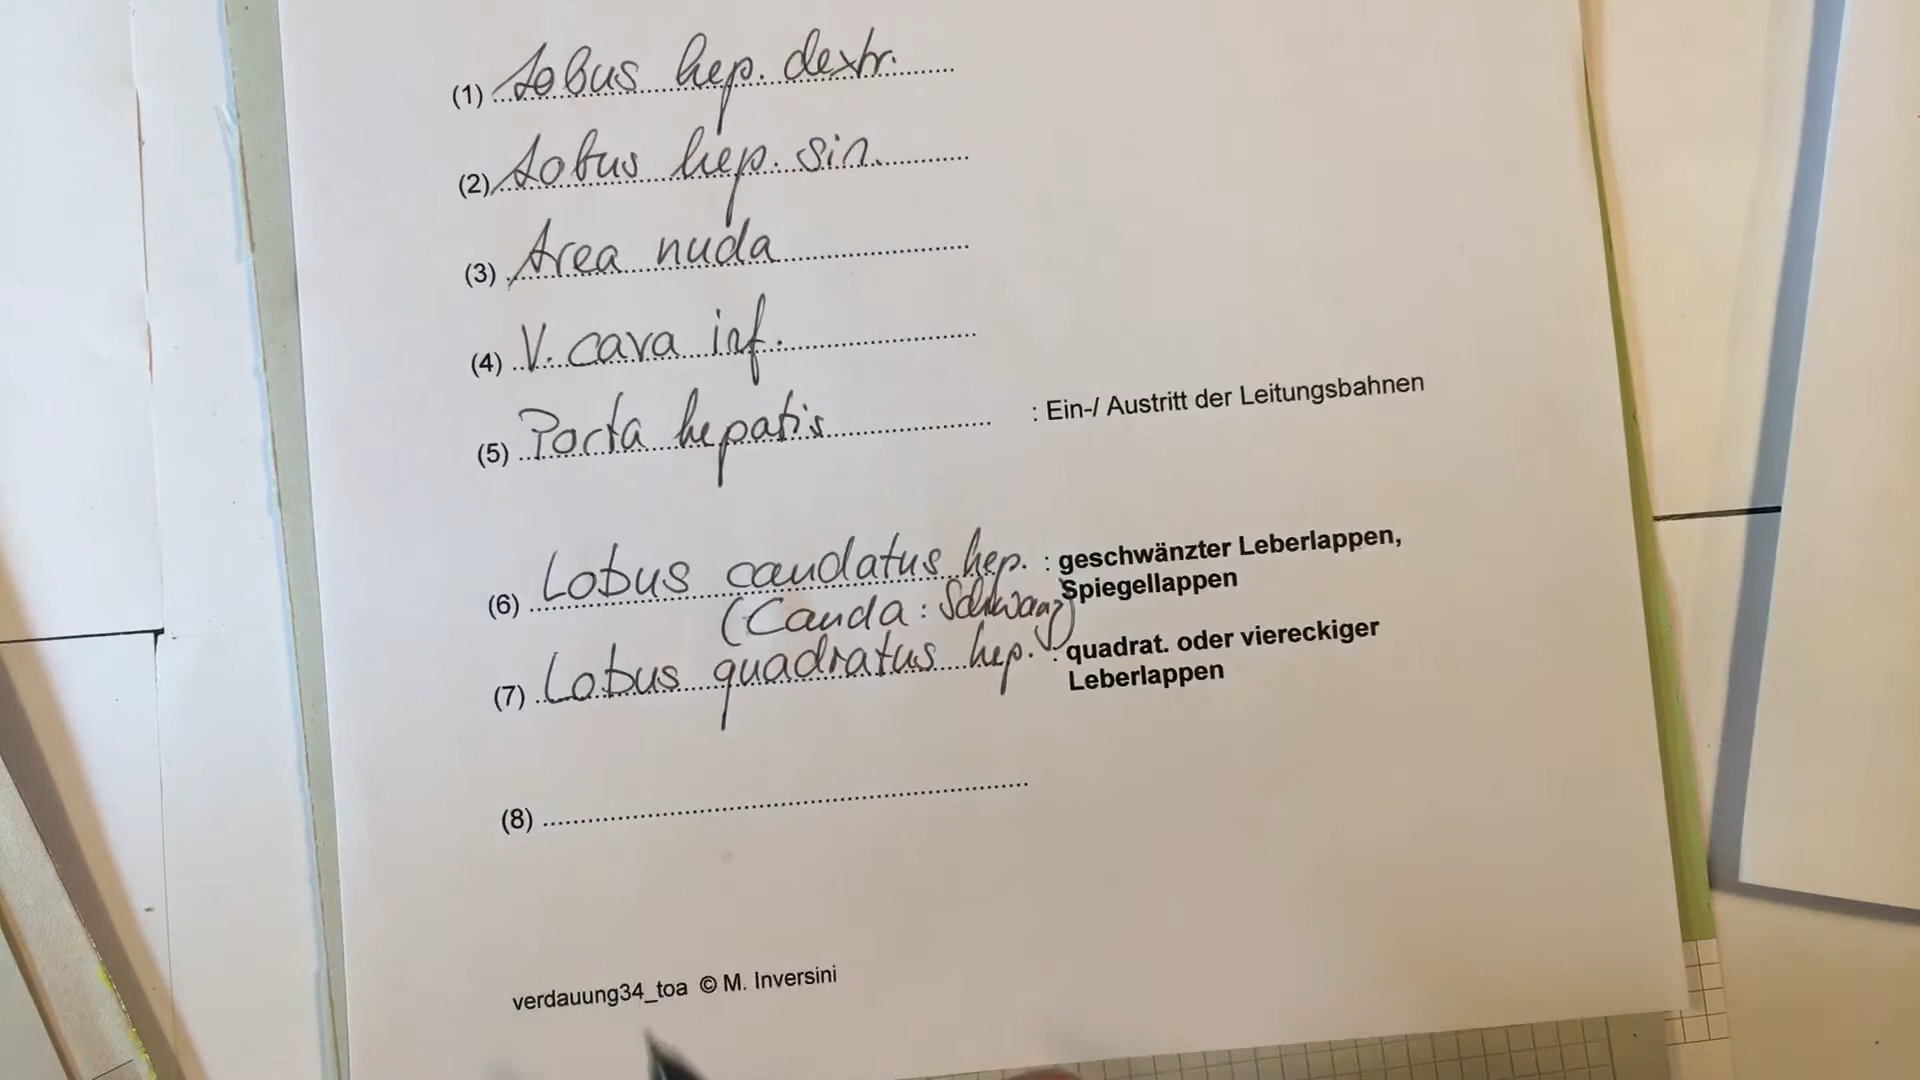 (1) Lobus hep. dextr.
(2) Lobus hep. sin.
(3) Area nuda
(4) V. cava inf.
(5) Porta hepatis : Ein-/ Austritt der Leitungsbahnen
(6) Lobus caudatus hep. : geschwänzter Leberlappen,
Spiegellappen
(Cauda : Schwanz)
(7) Lobus quadratus hep. : quadrat. oder viereckiger
Leberlappen
(8)
verdauung34_toa © M. Inversini